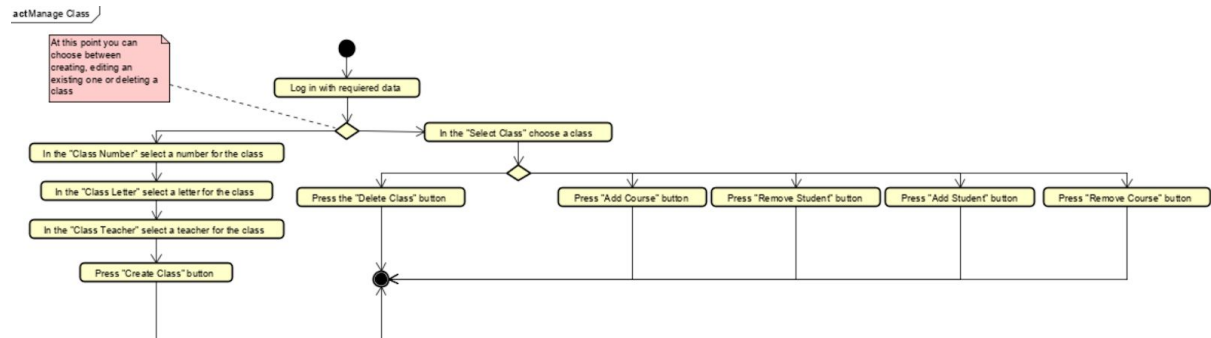 actManage Class
At this point you can
choose between
creating, editing an
existing one or deleting a
class
Log in with requiered data
In the "Select Class" choose a class
In the "Class Number" select a number for the class
In the "Class Letter" select a letter for the class
In the "Class Teacher" select a teacher for the class
Press "Create Class" button
Press the "Delete Class" button
Press "Add Course" button
Press "Remove Student" button
Press "Add Student" button
Press "Remove Course" button